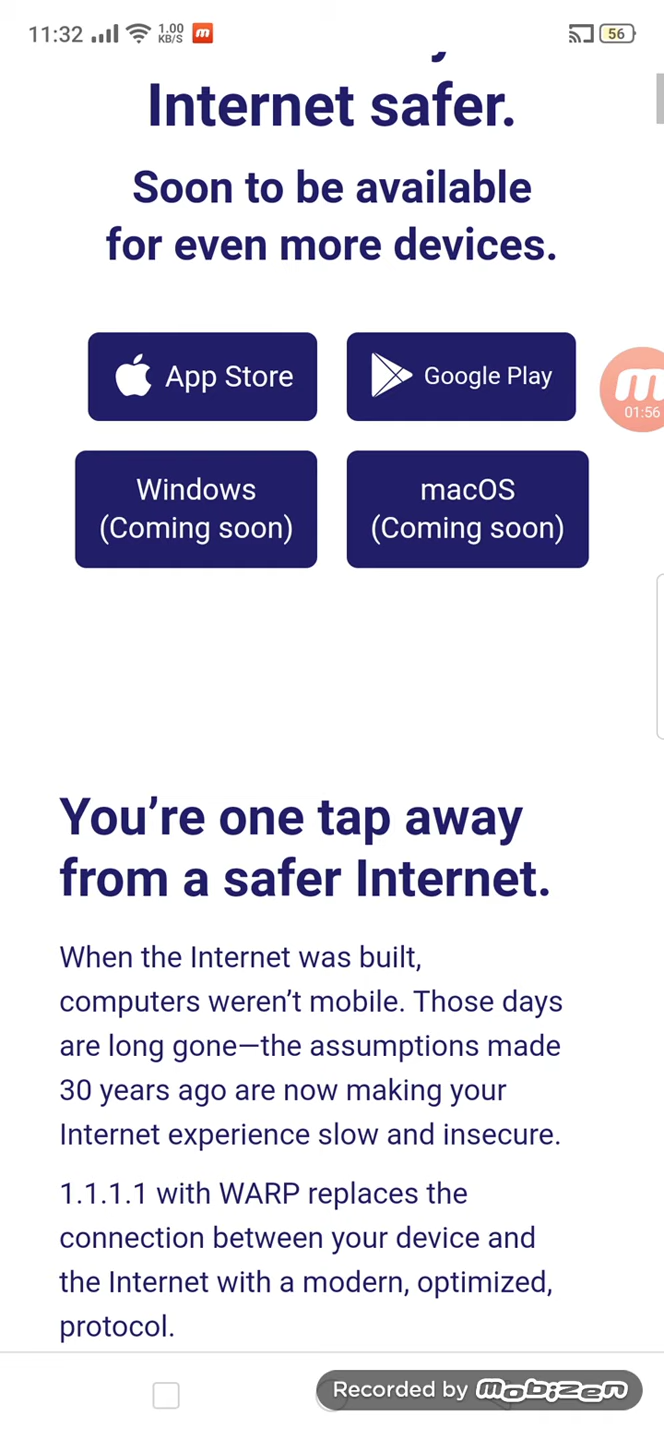 11:32
1.00
KB/S
m
56
Internet safer.
Soon to be available
for even more devices.
App Store
Google Play
m
01:56
Windows
(Coming soon)
macOS
(Coming soon)
You’re one tap away
from a safer Internet.
When the Internet was built,
computers weren’t mobile. Those days
are long gone—the assumptions made
30 years ago are now making your
Internet experience slow and insecure.
1.1.1.1 with WARP replaces the
connection between your device and
the Internet with a modern, optimized,
protocol.
Recorded by mobizen